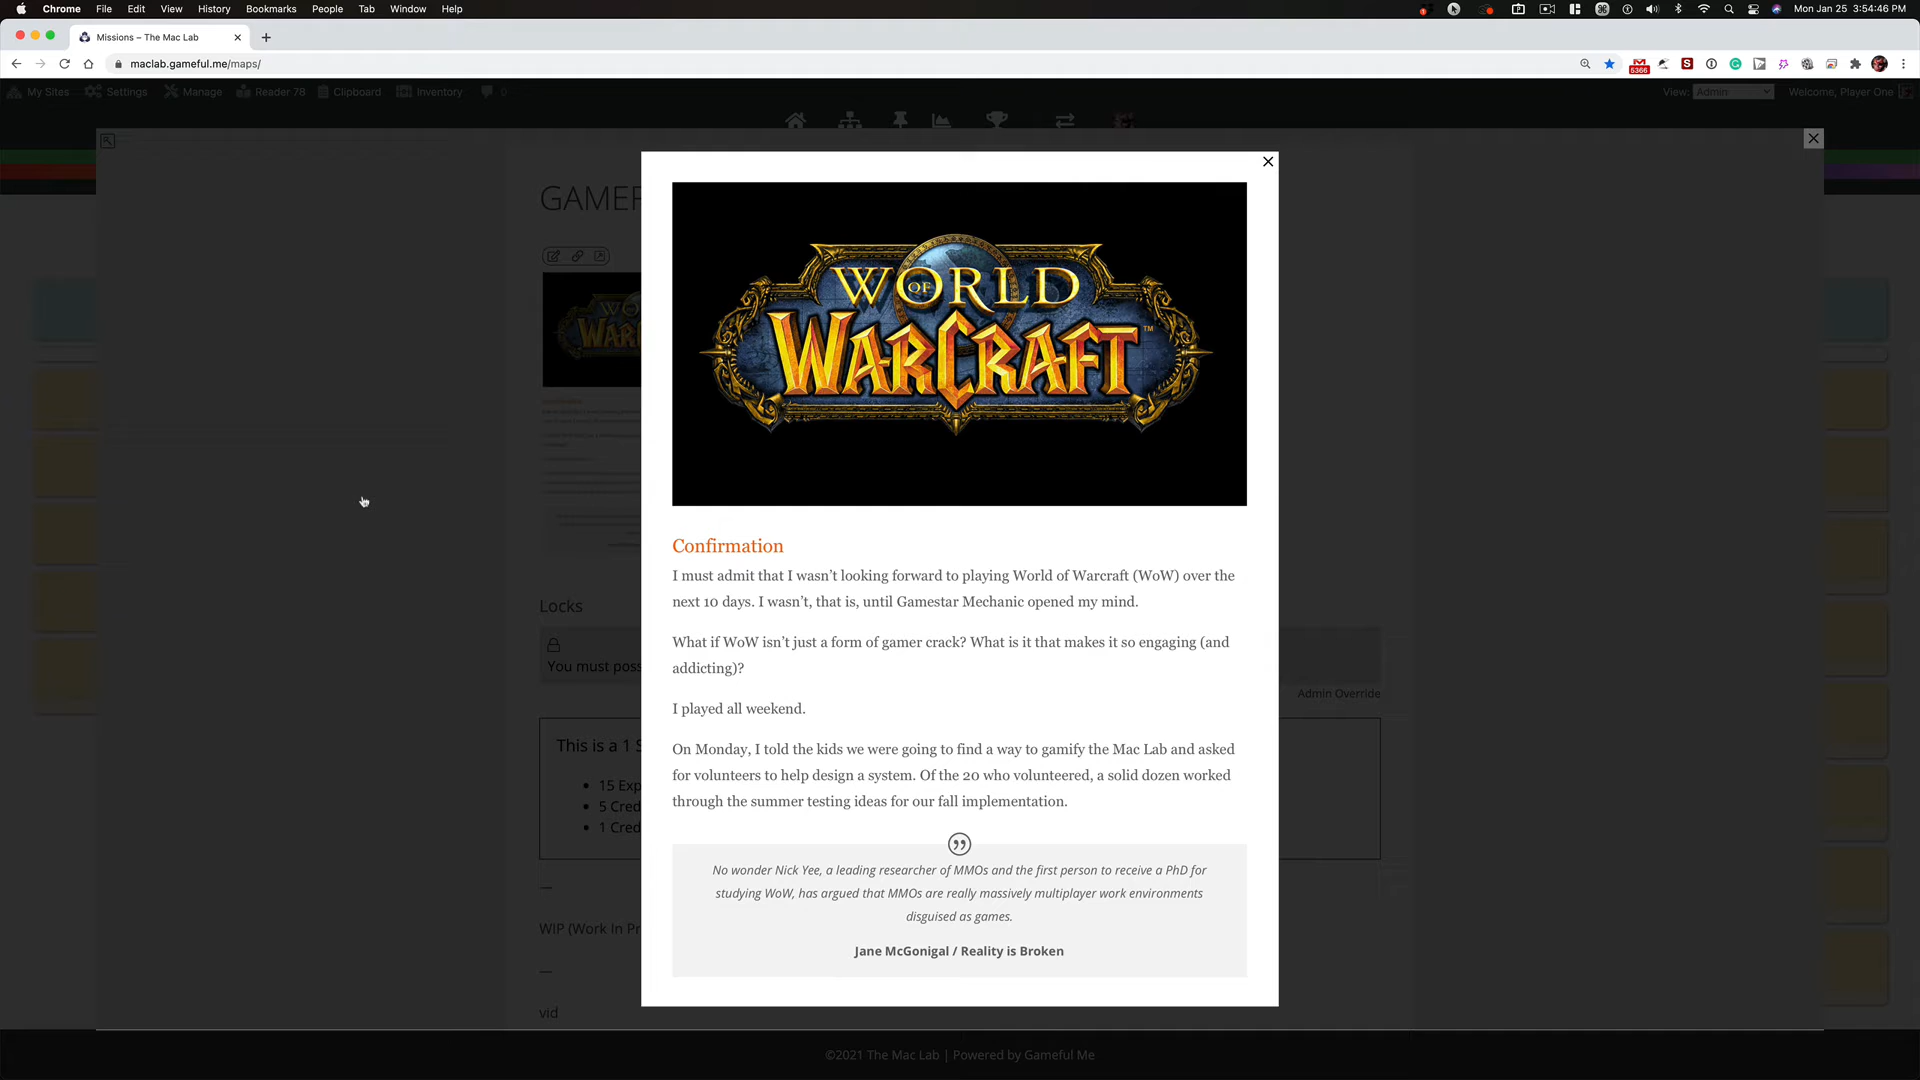 Chrome File Edit View History Bookmarks People Tab Window Help
Mon Jan 25 3:54:46 PM
Missions – The Mac Lab
maclab.gameful.me/maps/
5366
My Sites Settings Manage Reader 78 Clipboard Inventory 0
View: Admin Welcome, Player One
WORLD
OF
WARCRAFT™
Confirmation
I must admit that I wasn’t looking forward to playing World of Warcraft (WoW) over the
next 10 days. I wasn’t, that is, until Gamestar Mechanic opened my mind.
What if WoW isn’t just a form of gamer crack? What is it that makes it so engaging (and
addicting)?
I played all weekend.
On Monday, I told the kids we were going to find a way to gamify the Mac Lab and asked
for volunteers to help design a system. Of the 20 who volunteered, a solid dozen worked
through the summer testing ideas for our fall implementation.
No wonder Nick Yee, a leading researcher of MMOs and the first person to receive a PhD for
studying WoW, has argued that MMOs are really massively multiplayer work environments
disguised as games.
Jane McGonigal / Reality is Broken
Locks
You must
Admin Override
This is a 1
15
5
1
WIP (Work In
vid
©2021 The Mac Lab | Powered by Gameful Me